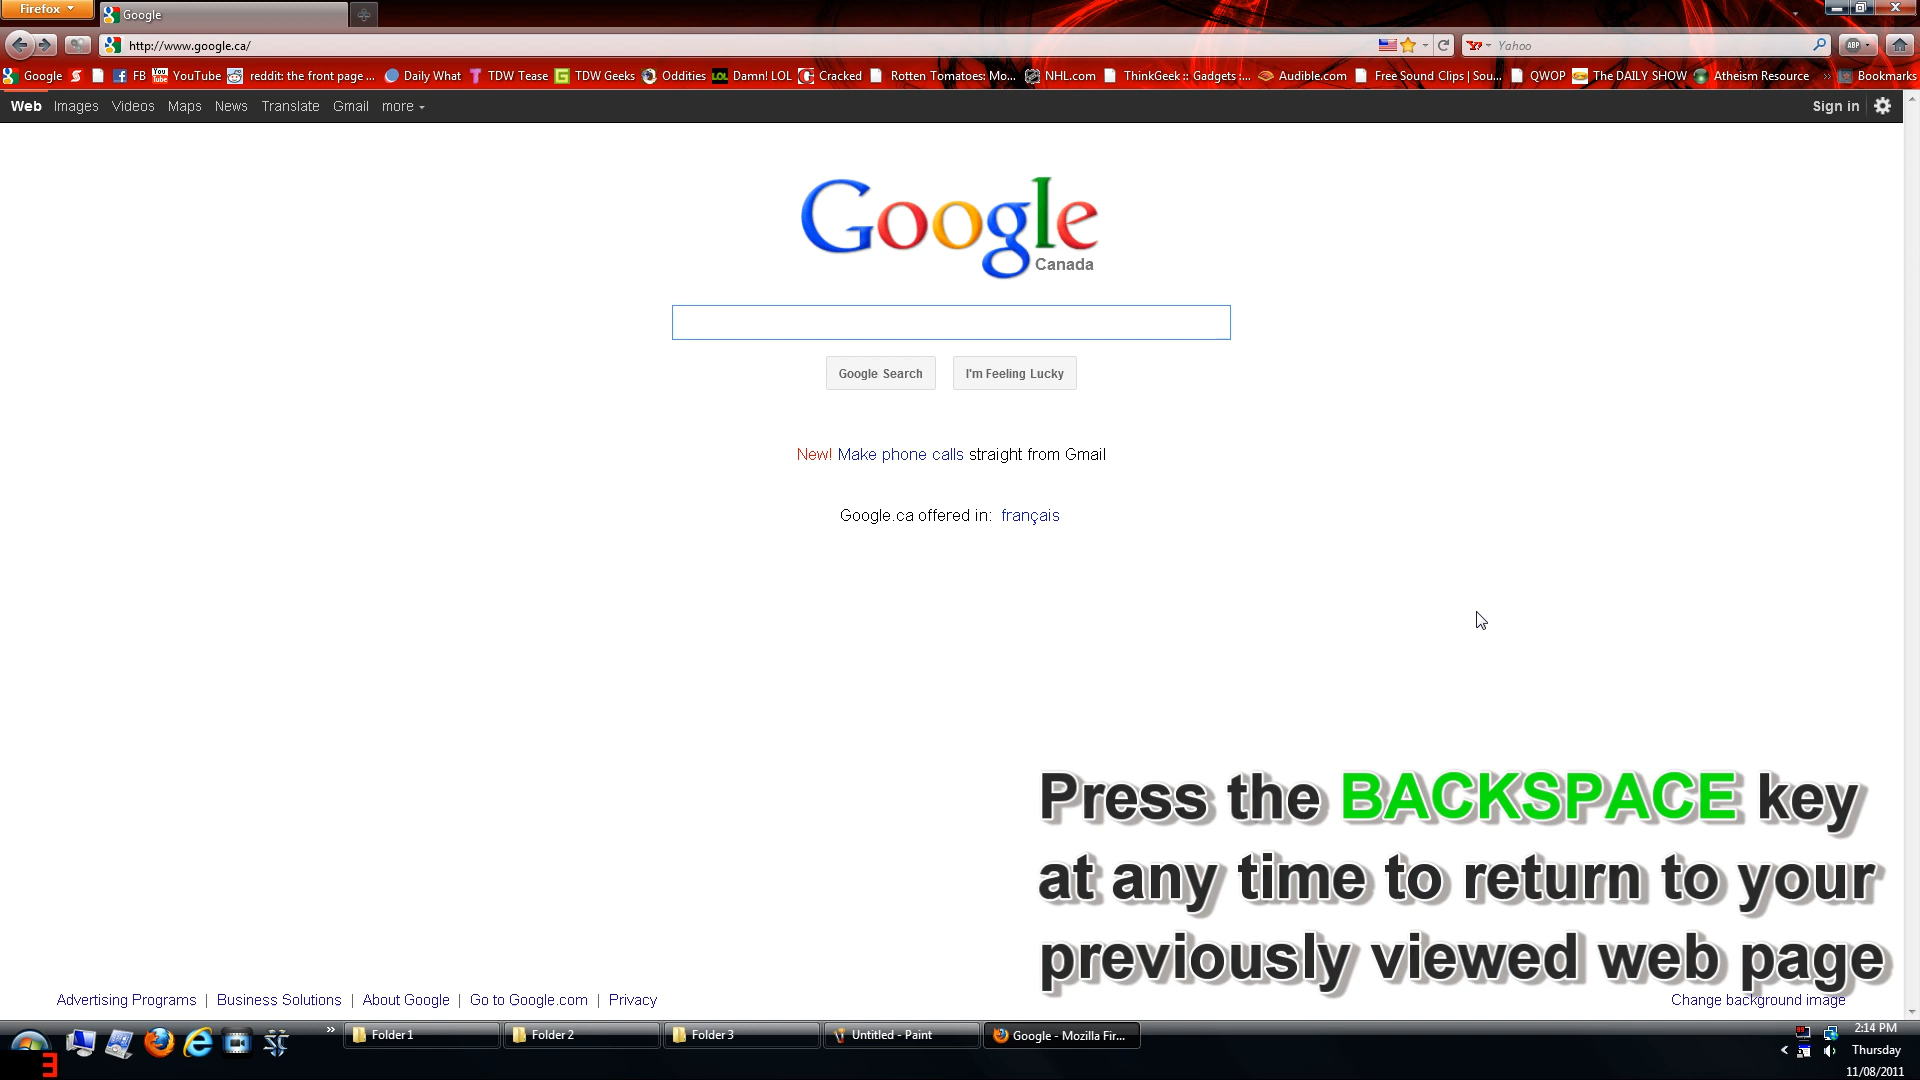 Firefox
Google
http://www.google.ca/
Yahoo
ABP
Google FB YouTube reddit: the front page ... Daily What TDW Tease TDW Geeks Oddities Damn! LOL Cracked Rotten Tomatoes: Mo... NHL.com ThinkGeek :: Gadgets :... Audible.com Free Sound Clips | Sou... QWOP The DAILY SHOW Atheism Resource » Bookmarks
Web Images Videos Maps News Translate Gmail more
Sign in
Google
Canada
Google Search I'm Feeling Lucky
New! Make phone calls straight from Gmail
Google.ca offered in: français
Press the BACKSPACE key
at any time to return to your
previously viewed web page
Advertising Programs | Business Solutions | About Google | Go to Google.com | Privacy
Change background image
» Folder 1 Folder 2 Folder 3 Untitled - Paint Google - Mozilla Fir...
3
2:14 PM
Thursday
11/08/2011